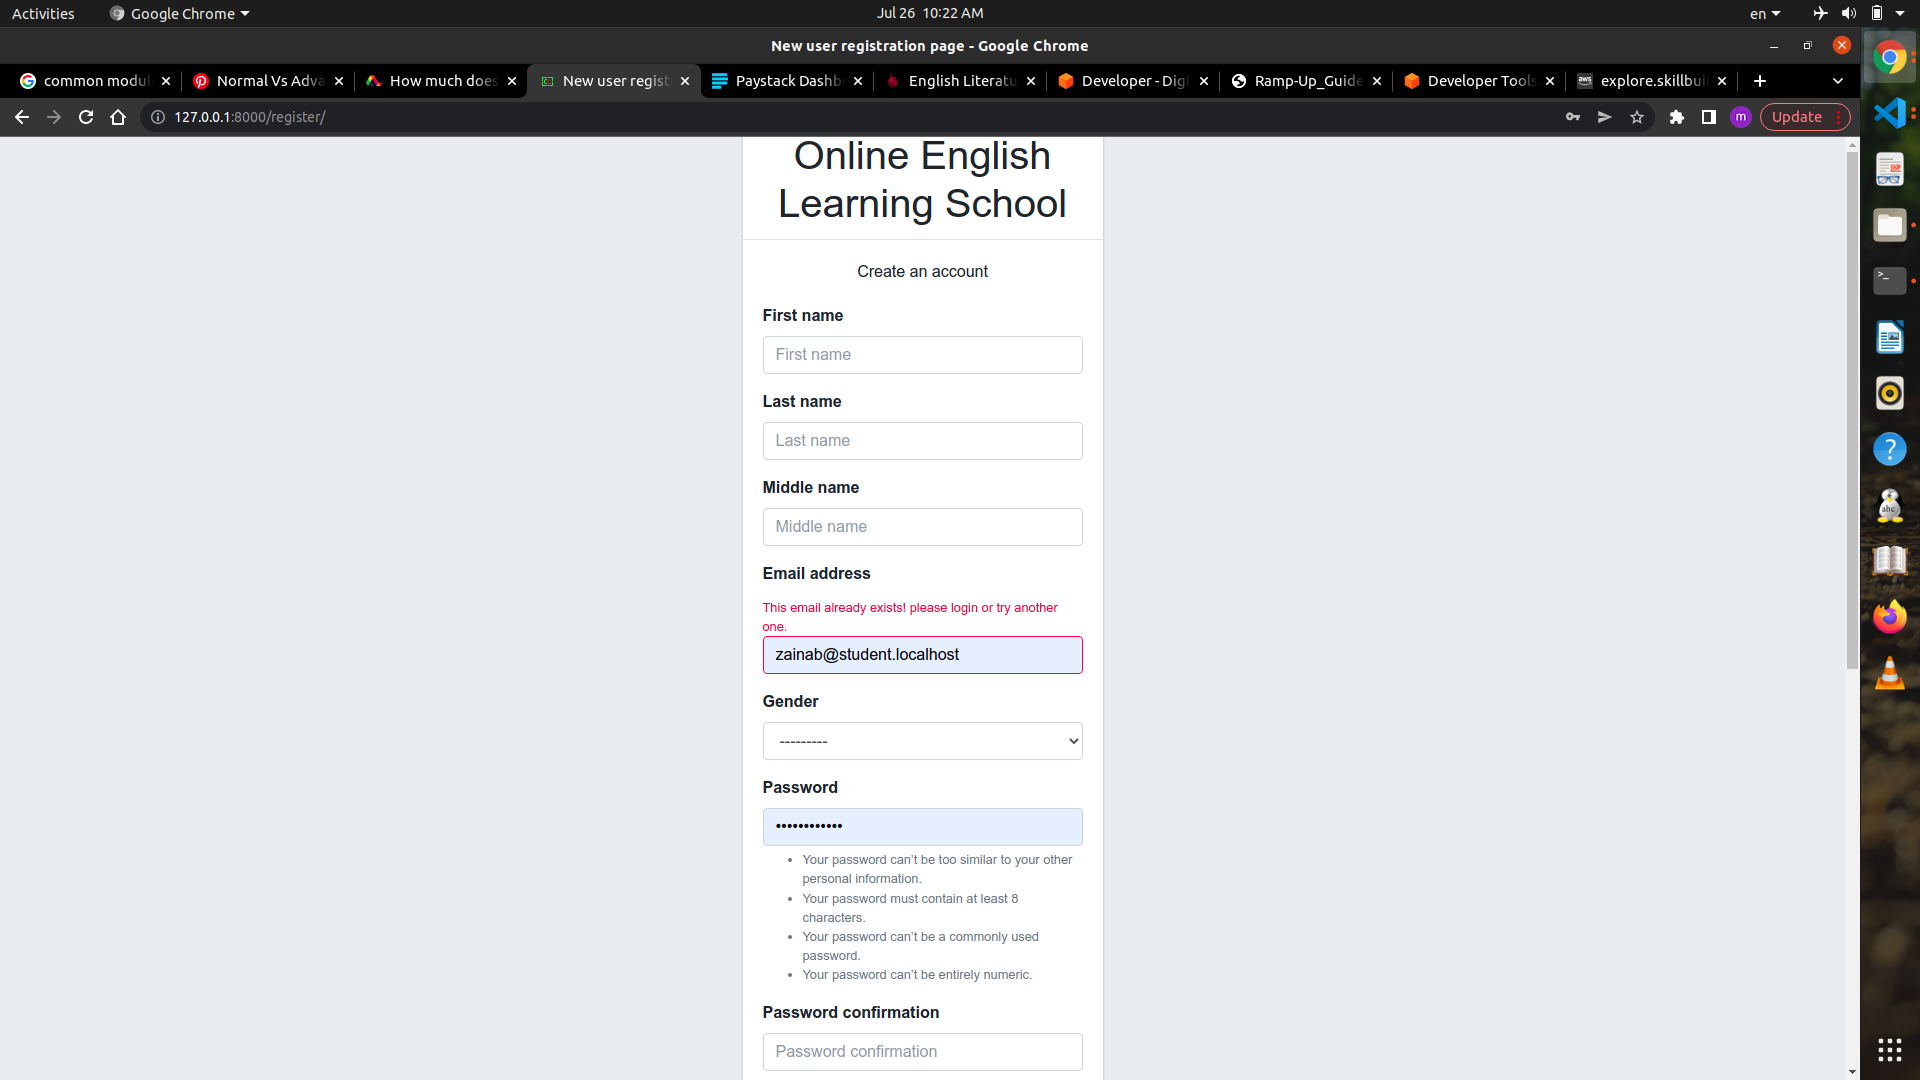 Activities
Google Chrome
Jul 26 10:22 AM
en
New user registration page - Google Chrome
common modul
Normal Vs Adva
How much does
New user regist
Paystack Dashb
English Literatu
Developer - Digi
Ramp-Up_Guide
Developer Tools
aws
explore.skillbuil
127.0.0.1:8000/register/
m
Update
Online English
Learning School
Create an account
First name
First name
Last name
Last name
Middle name
Middle name
Email address
This email already exists! please login or try another
one.
zainab@student.localhost
Gender
---------
Password
••••••••••••
• Your password can't be too similar to your other
personal information.
• Your password must contain at least 8
characters.
• Your password can't be a commonly used
password.
• Your password can't be entirely numeric.
Password confirmation
Password confirmation
>_
?
abc